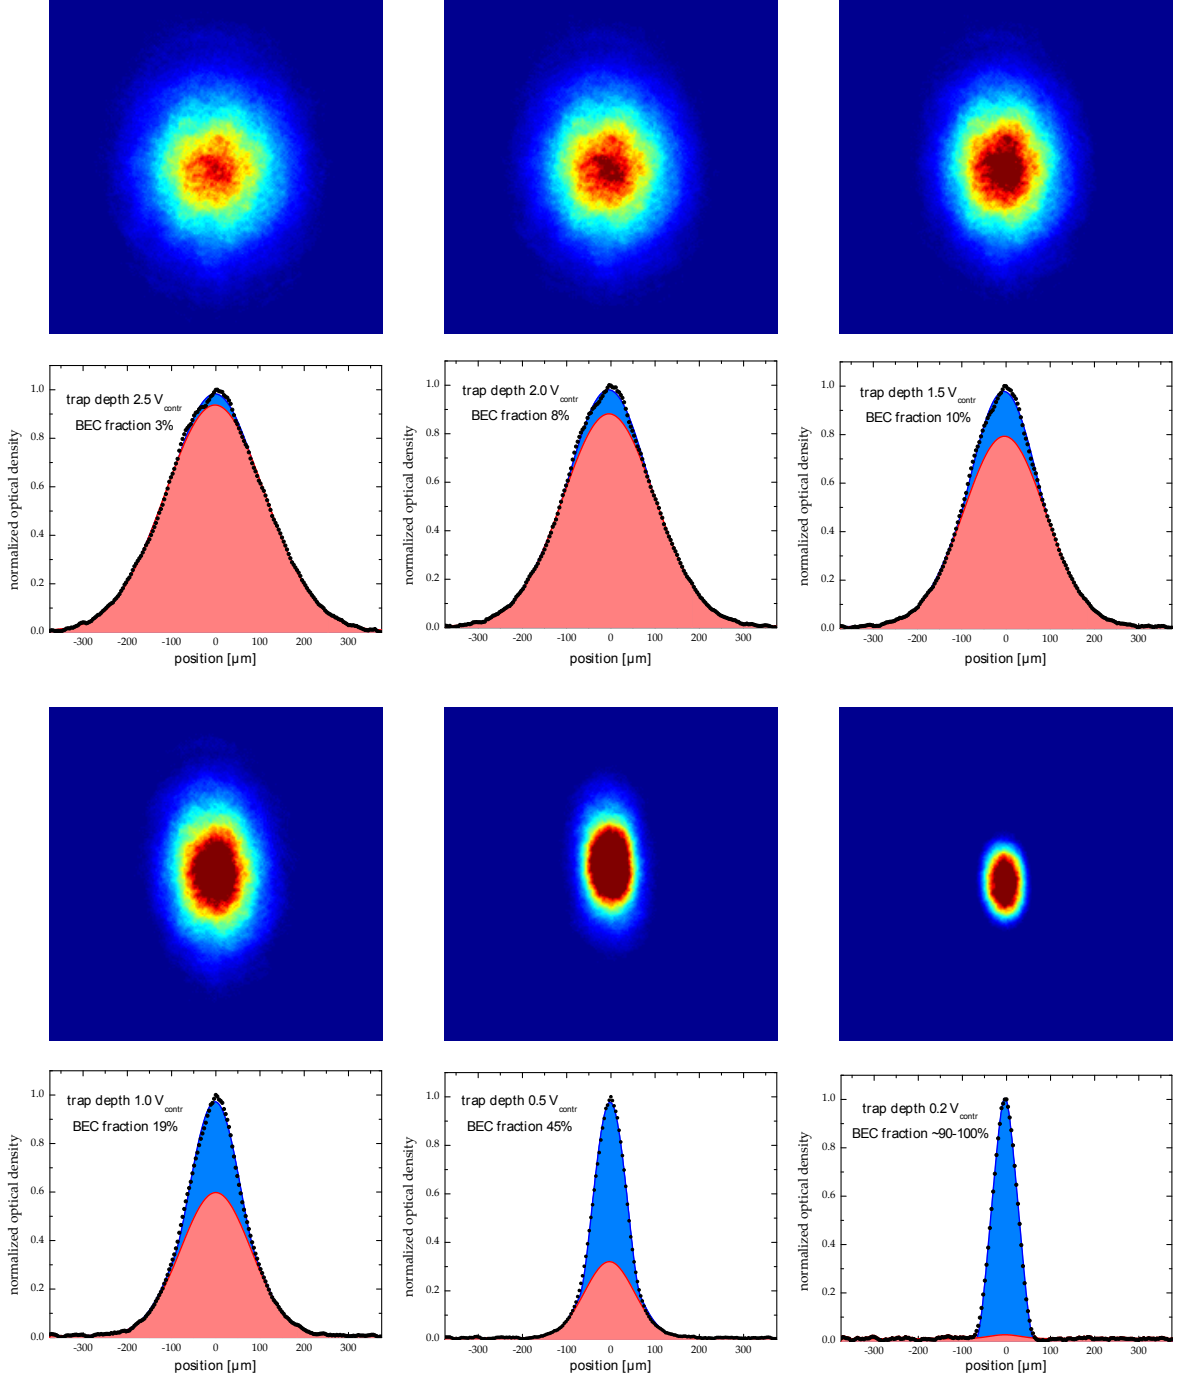 1.0
0.8
0.6
0.4
0.2
0.0
normalized optical density
trap depth 2.5 V_contr
BEC fraction 3%
-300 -200 -100 0 100 200 300
position [µm]
1.0
0.8
0.6
0.4
0.2
0.0
normalized optical density
trap depth 2.0 V_contr
BEC fraction 8%
-300 -200 -100 0 100 200 300
position [µm]
1.0
0.8
0.6
0.4
0.2
0.0
normalized optical density
trap depth 1.5 V_contr
BEC fraction 10%
-300 -200 -100 0 100 200 300
position [µm]
1.0
0.8
0.6
0.4
0.2
0.0
normalized optical density
trap depth 1.0 V_contr
BEC fraction 19%
-300 -200 -100 0 100 200 300
position [µm]
1.0
0.8
0.6
0.4
0.2
0.0
normalized optical density
trap depth 0.5 V_contr
BEC fraction 45%
-300 -200 -100 0 100 200 300
position [µm]
1.0
0.8
0.6
0.4
0.2
0.0
normalized optical density
trap depth 0.2 V_contr
BEC fraction ~90-100%
-300 -200 -100 0 100 200 300
position [µm]